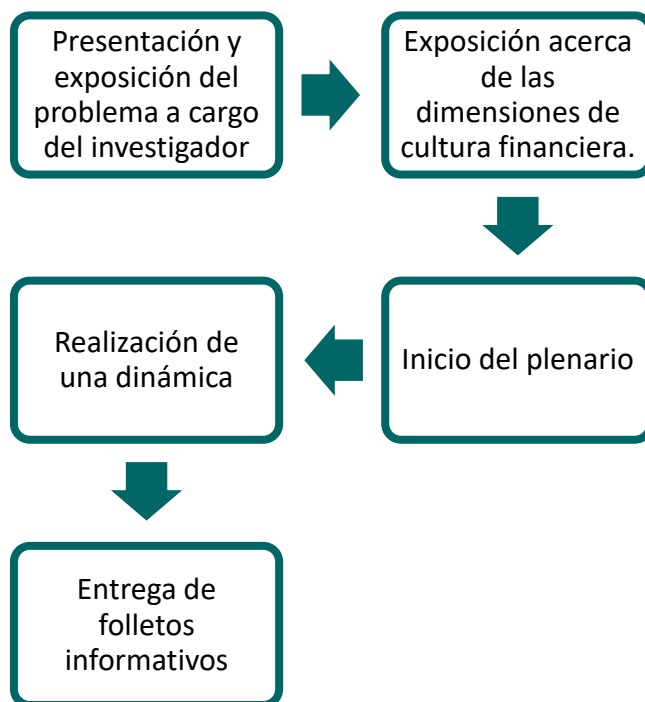 Presentación y
exposición del
problema a cargo
del investigador
Exposición acerca
de las
dimensiones de
cultura financiera.
Inicio del plenario
Realización de
una dinámica
Entrega de
folletos
informativos